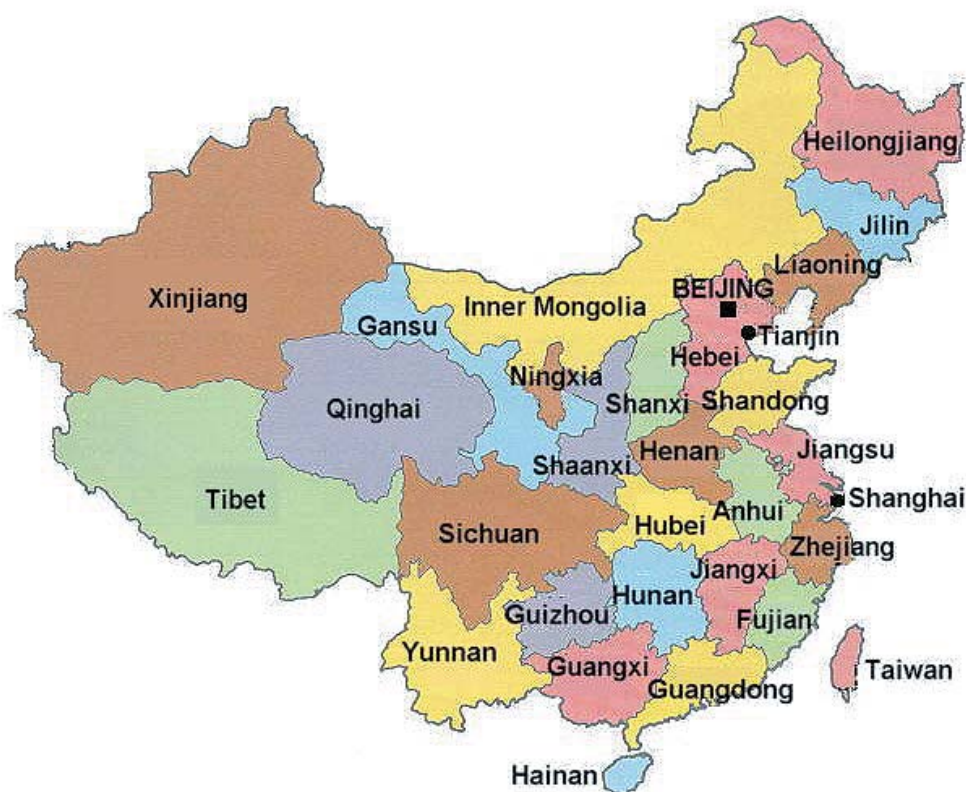 Heilongjiang
Jilin
Liaoning
Xinjiang
BEIJING
Inner Mongolia
Gansu
Tianjin
Hebei
Ningxia
Shanxi
Shandong
Qinghai
Henan
Jiangsu
Shaanxi
Tibet
Shanghai
Anhui
Hubei
Sichuan
Zhejiang
Jiangxi
Hunan
Guizhou
Fujian
Yunnan
Guangxi
Taiwan
Guangdong
Hainan